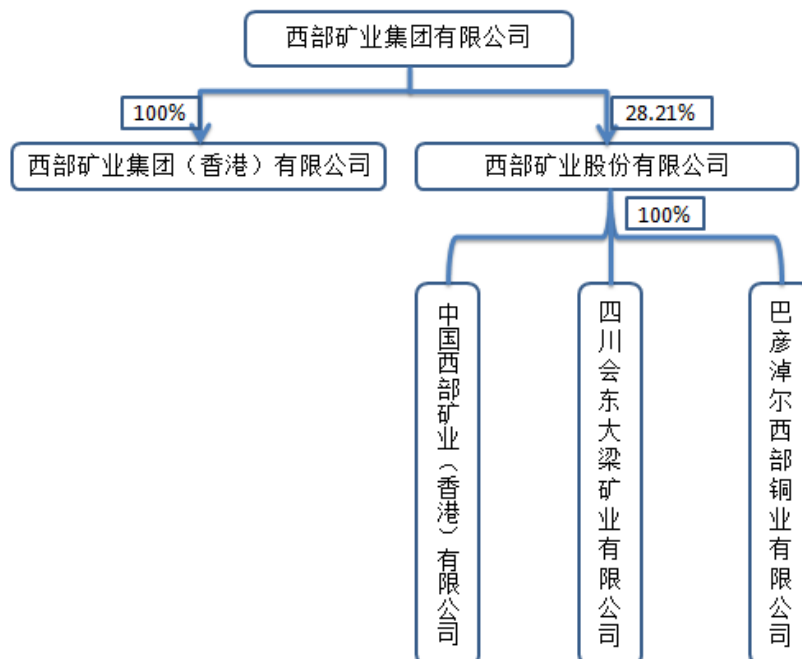 西部矿业集团有限公司
100%
28.21%
西部矿业集团（香港）有限公司
西部矿业股份有限公司
100%
中国西部矿业（香港）有限公司
四川会东大梁矿业有限公司
巴彦淖尔西部铜业有限公司